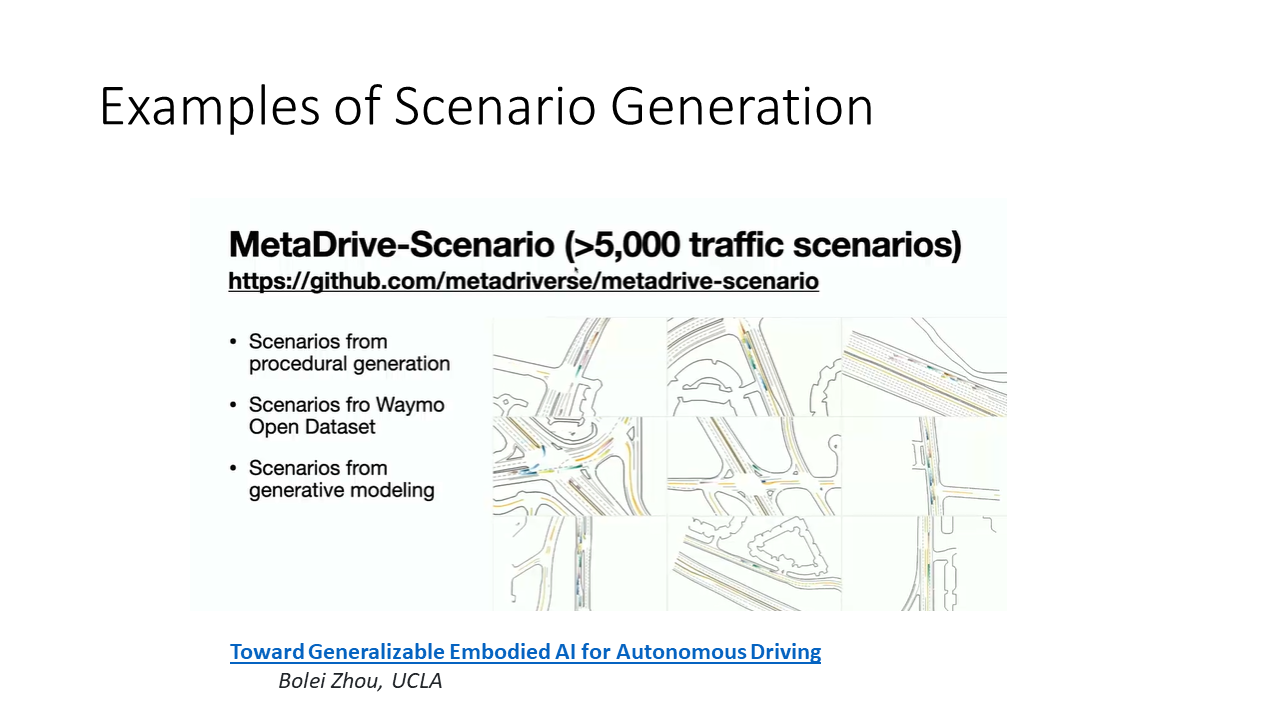 Examples of Scenario Generation
MetaDrive-Scenario (>5,000 traffic scenarios)
https://github.com/metadriverse/metadrive-scenario
• Scenarios from
procedural generation
• Scenarios fro Waymo
Open Dataset
• Scenarios from
generative modeling
Toward Generalizable Embodied AI for Autonomous Driving
Bolei Zhou, UCLA